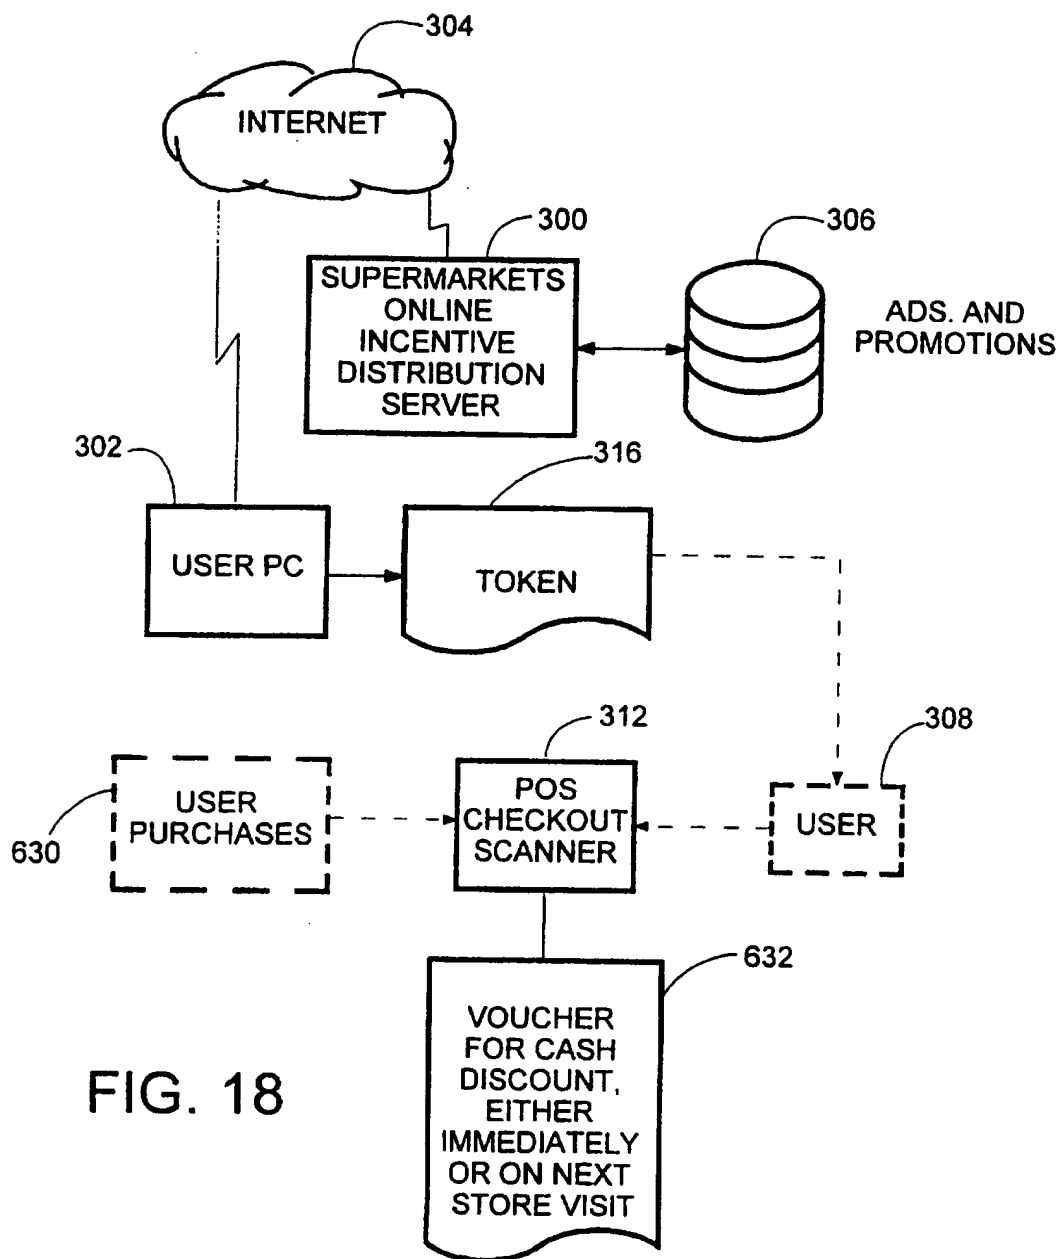 304
INTERNET
300
306
SUPERMARKETS
ONLINE
INCENTIVE
DISTRIBUTION
SERVER
ADS. AND
PROMOTIONS
302
316
USER PC
TOKEN
312
308
630
USER
PURCHASES
POS
CHECKOUT
SCANNER
USER
632
VOUCHER
FOR CASH
DISCOUNT,
EITHER
IMMEDIATELY
OR ON NEXT
STORE VISIT
FIG. 18